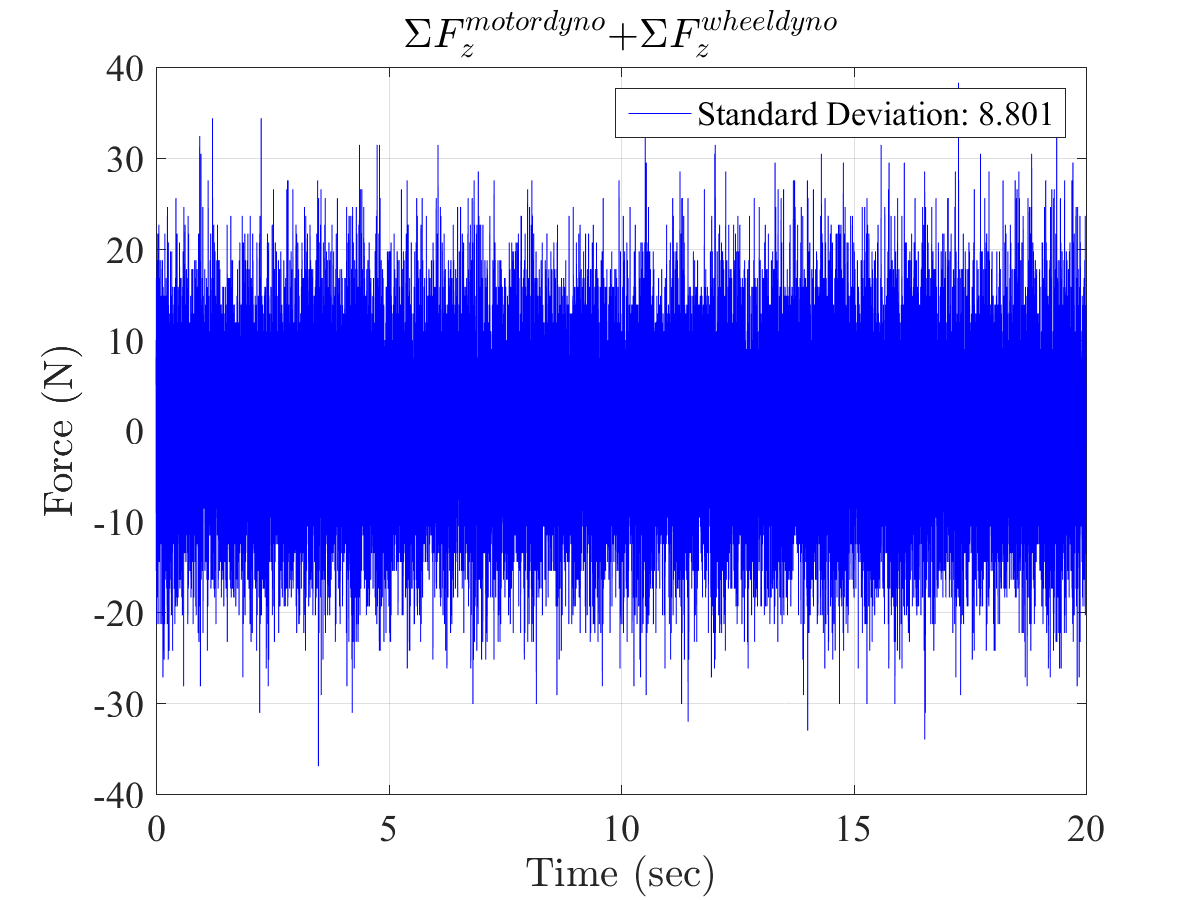 ΣF_z^{motordyno}+ΣF_z^{wheeldyno}
Standard Deviation: 8.801
40
30
20
10
0
-10
-20
-30
-40
Force (N)
0 5 10 15 20
Time (sec)